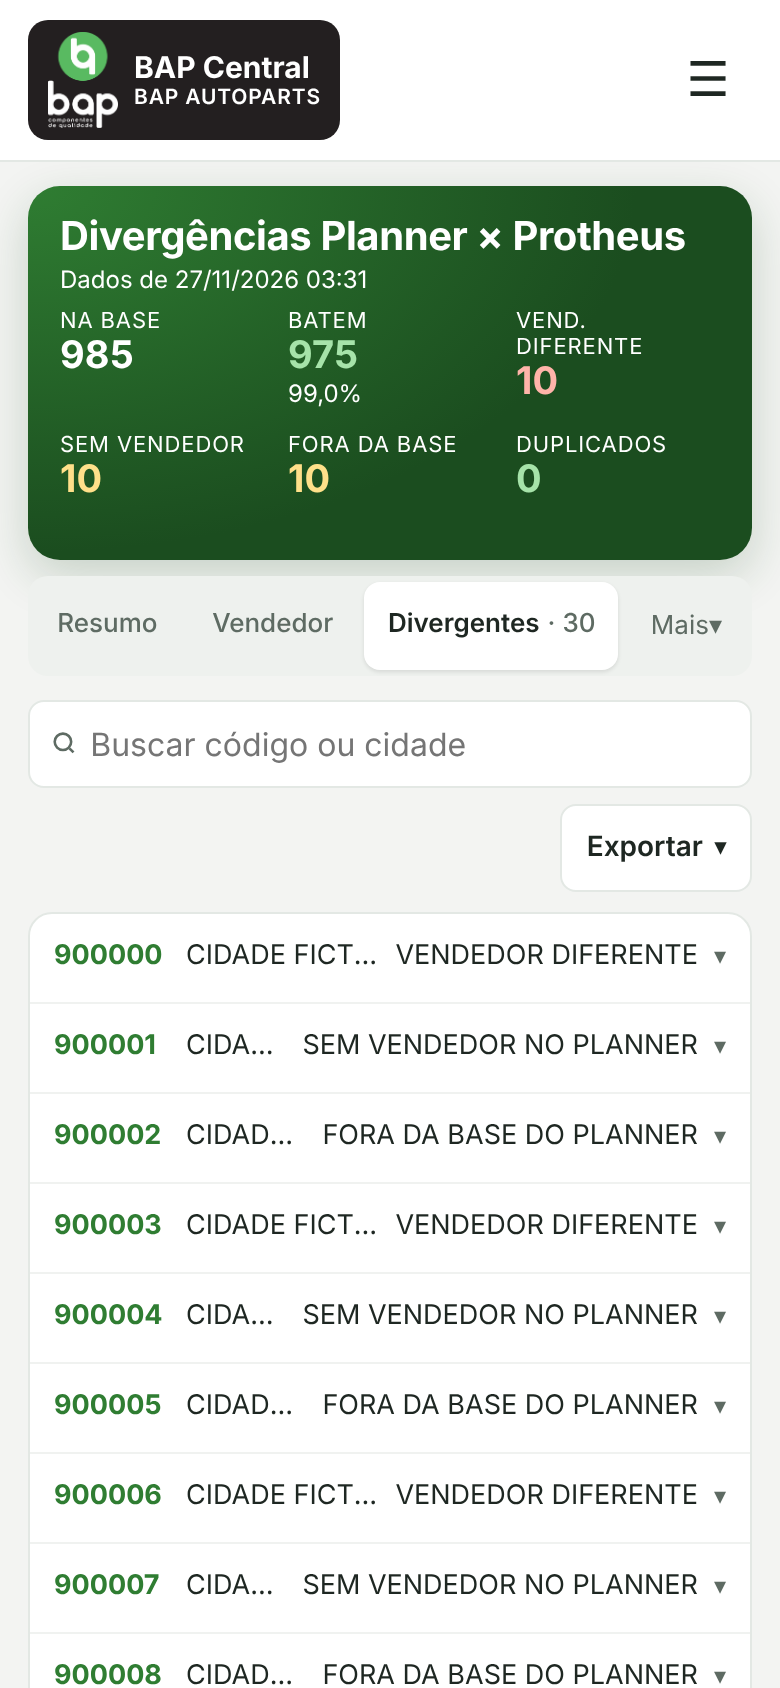 b
bap
componentes
de qualidade
BAP Central
BAP AUTOPARTS
☰
Divergências Planner × Protheus
Dados de 27/11/2026 03:31
NA BASE
985
BATEM
975
99,0%
VEND.
DIFERENTE
10
SEM VENDEDOR
10
FORA DA BASE
10
DUPLICADOS
0
Resumo Vendedor Divergentes · 30 Mais▾
Buscar código ou cidade
Exportar ▾
900000 CIDADE FICT... VENDEDOR DIFERENTE ▾
900001 CIDA... SEM VENDEDOR NO PLANNER ▾
900002 CIDAD... FORA DA BASE DO PLANNER ▾
900003 CIDADE FICT... VENDEDOR DIFERENTE ▾
900004 CIDA... SEM VENDEDOR NO PLANNER ▾
900005 CIDAD... FORA DA BASE DO PLANNER ▾
900006 CIDADE FICT... VENDEDOR DIFERENTE ▾
900007 CIDA... SEM VENDEDOR NO PLANNER ▾
900008 CIDAD... FORA DA BASE DO PLANNER ▾